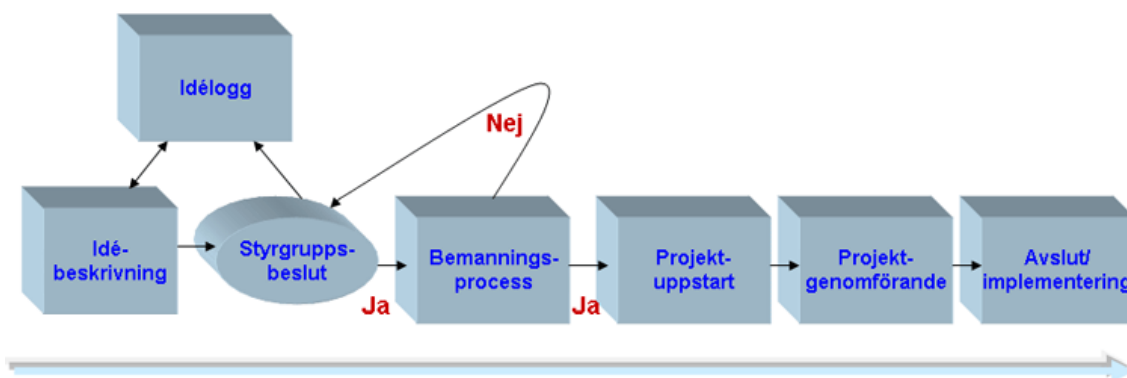 Idélogg
Nej
Idé-
beskrivning
Styrgrupps-
beslut
Ja
Bemannings-
process
Ja
Projekt-
uppstart
Projekt-
genomförande
Avslut/
implementering